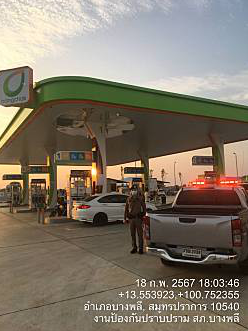 bangchak
18 ก.พ. 2567 18:03:46
+13.553923,+100.752355
อำเภอบางพลี, สมุทรปราการ 10540
งานป้องกันปราบปราม สภ.บางพลี